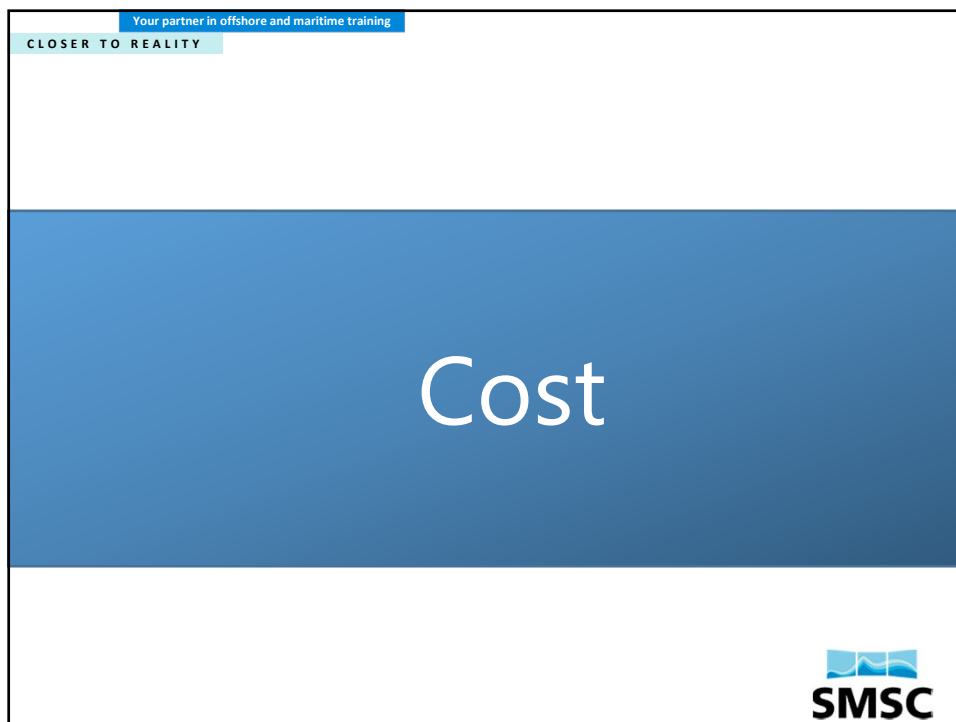 Your partner in offshore and maritime training
CLOSER TO REALITY
Cost
SMSC